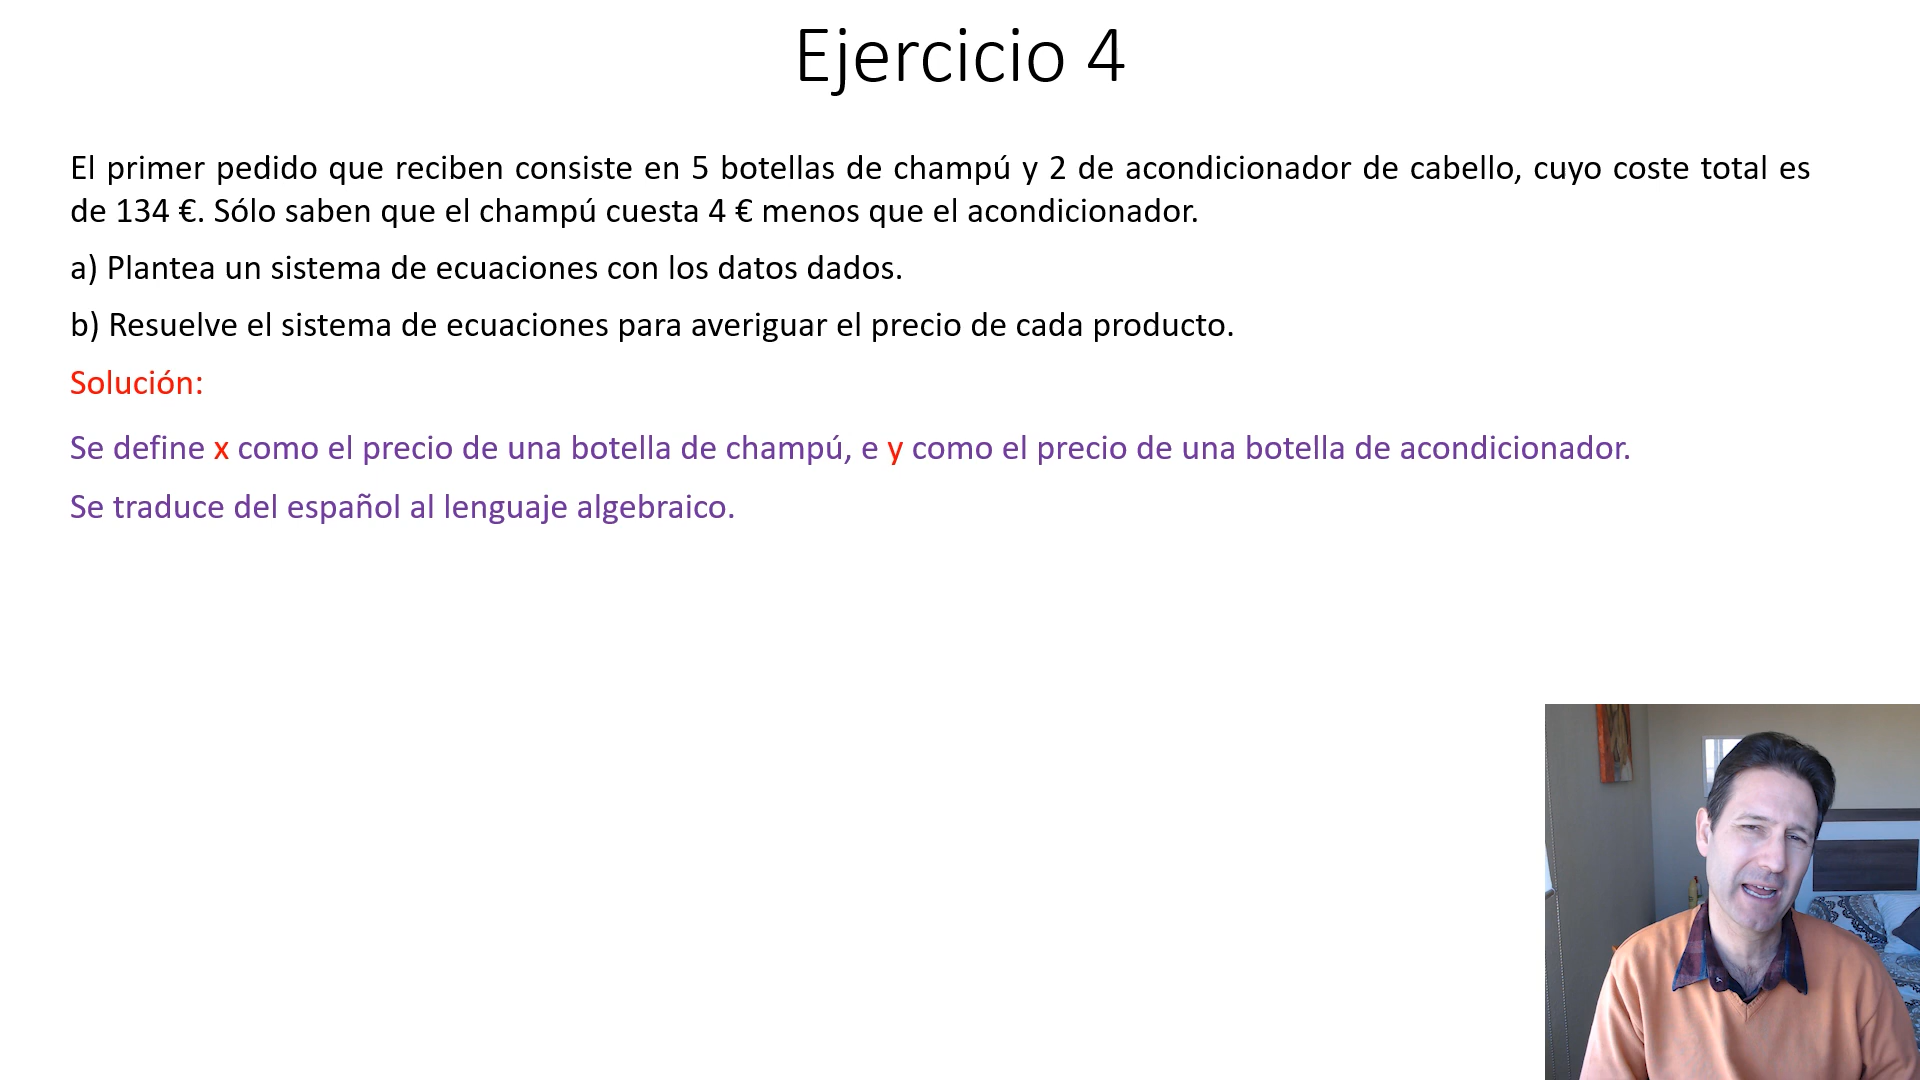 Ejercicio 4
El primer pedido que reciben consiste en 5 botellas de champú y 2 de acondicionador de cabello, cuyo coste total es
de 134 €. Sólo saben que el champú cuesta 4 € menos que el acondicionador.
a) Plantea un sistema de ecuaciones con los datos dados.
b) Resuelve el sistema de ecuaciones para averiguar el precio de cada producto.
Solución:
Se define x como el precio de una botella de champú, e y como el precio de una botella de acondicionador.
Se traduce del español al lenguaje algebraico.